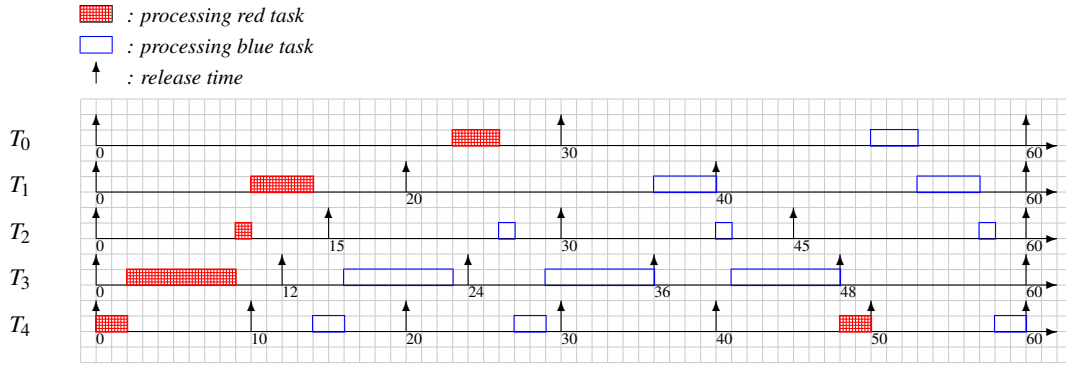 : processing red task
: processing blue task
: release time
T0
0 30 60
T1
0 20 40 60
T2
0 15 30 45 60
T3
0 12 24 36 48 60
T4
0 10 20 30 40 50 60